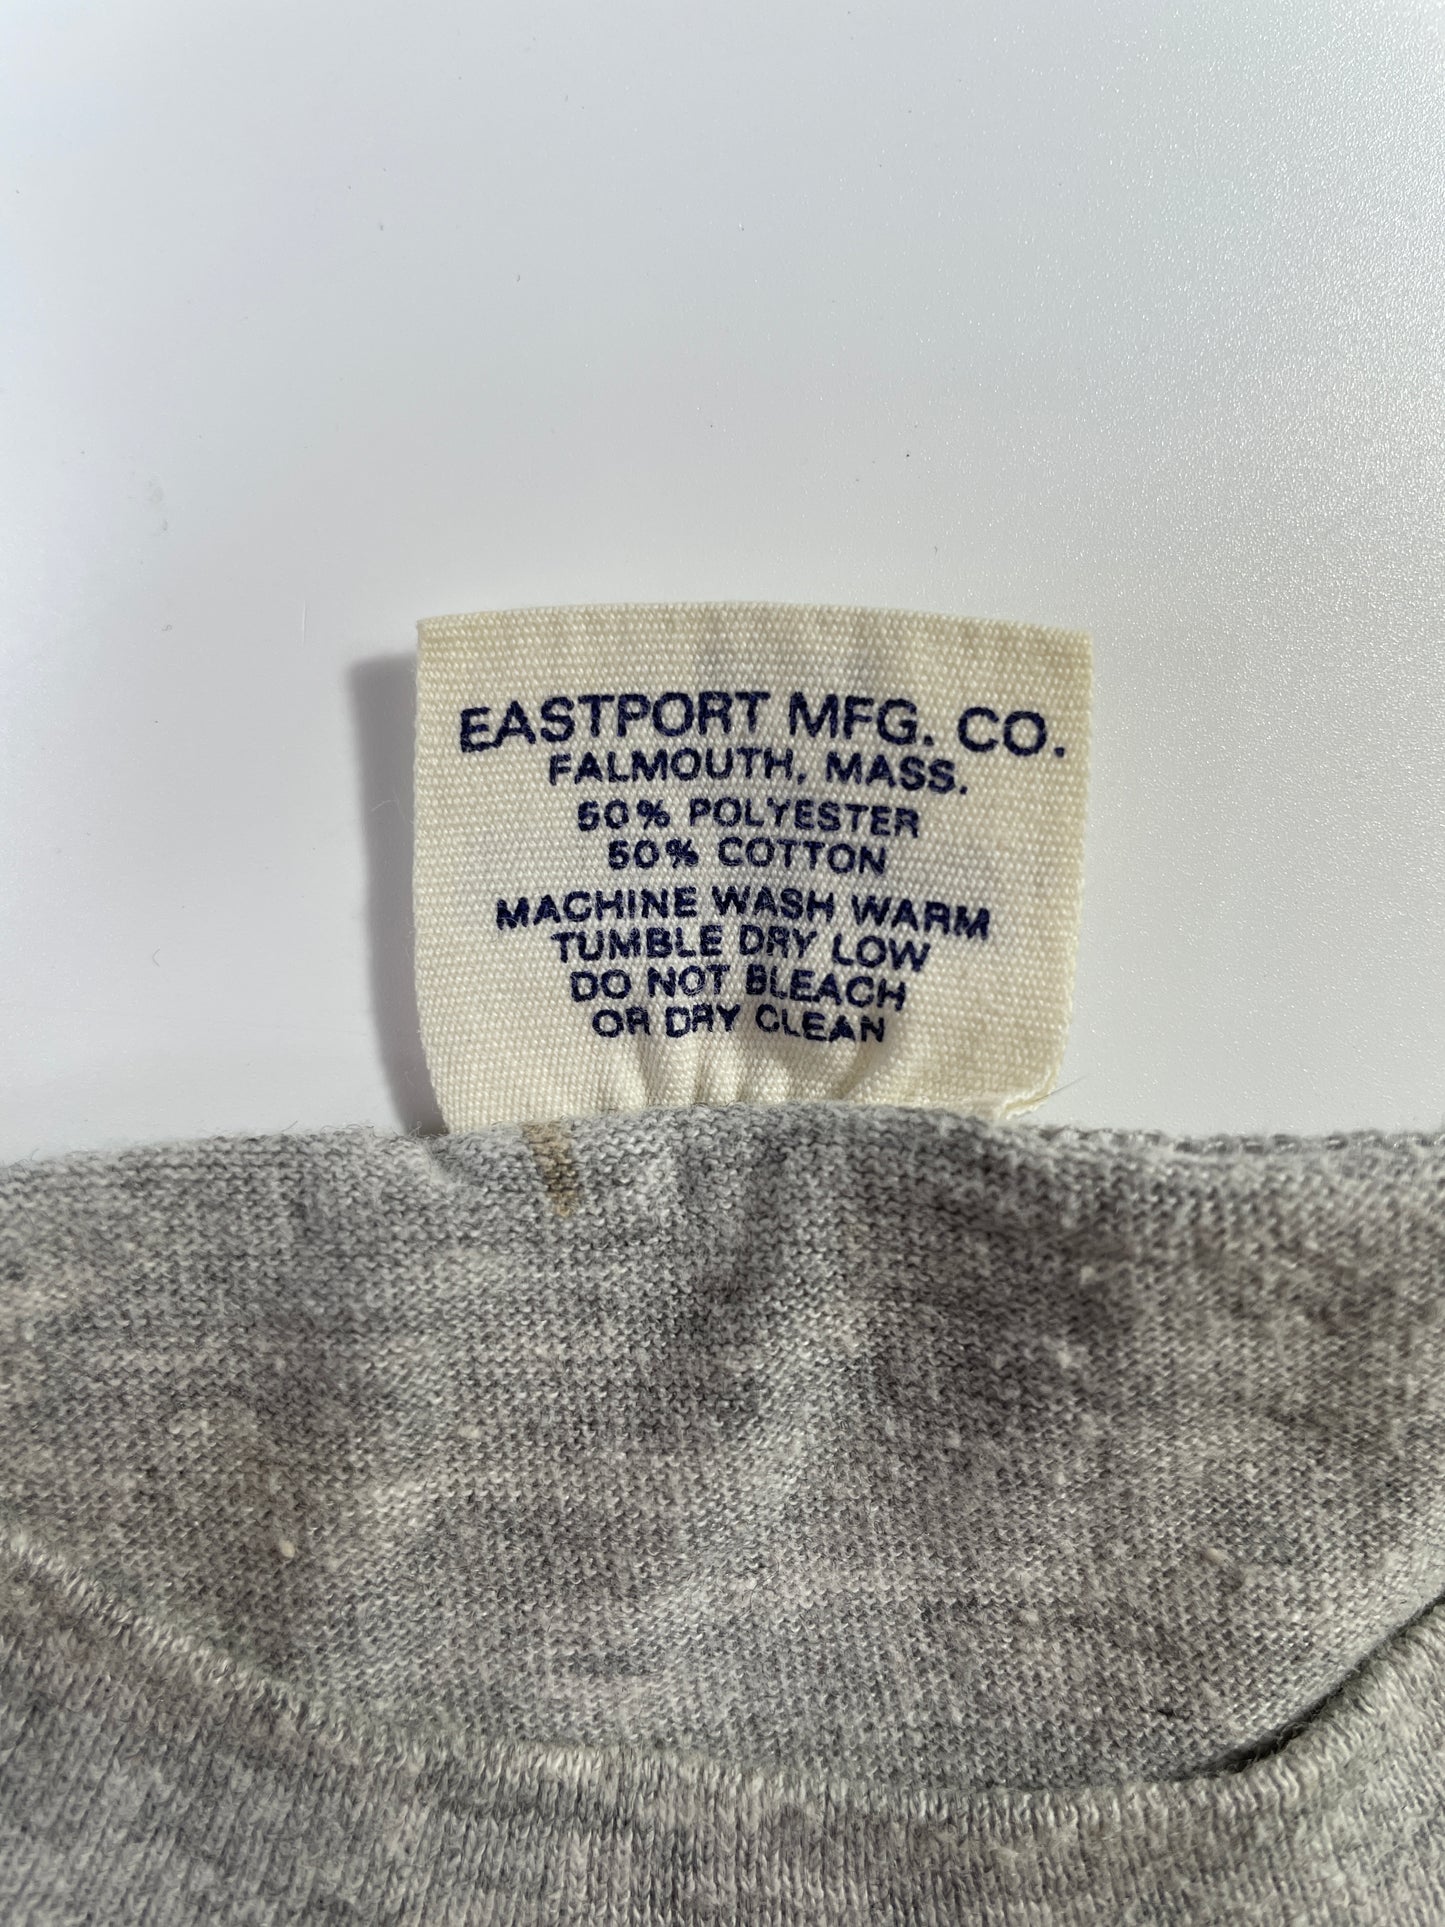 EASTPORT MFG. CO.
FALMOUTH, MASS.
50% POLYESTER
50% COTTON
MACHINE WASH WARM
TUMBLE DRY LOW
DO NOT BLEACH
OR DRY CLEAN